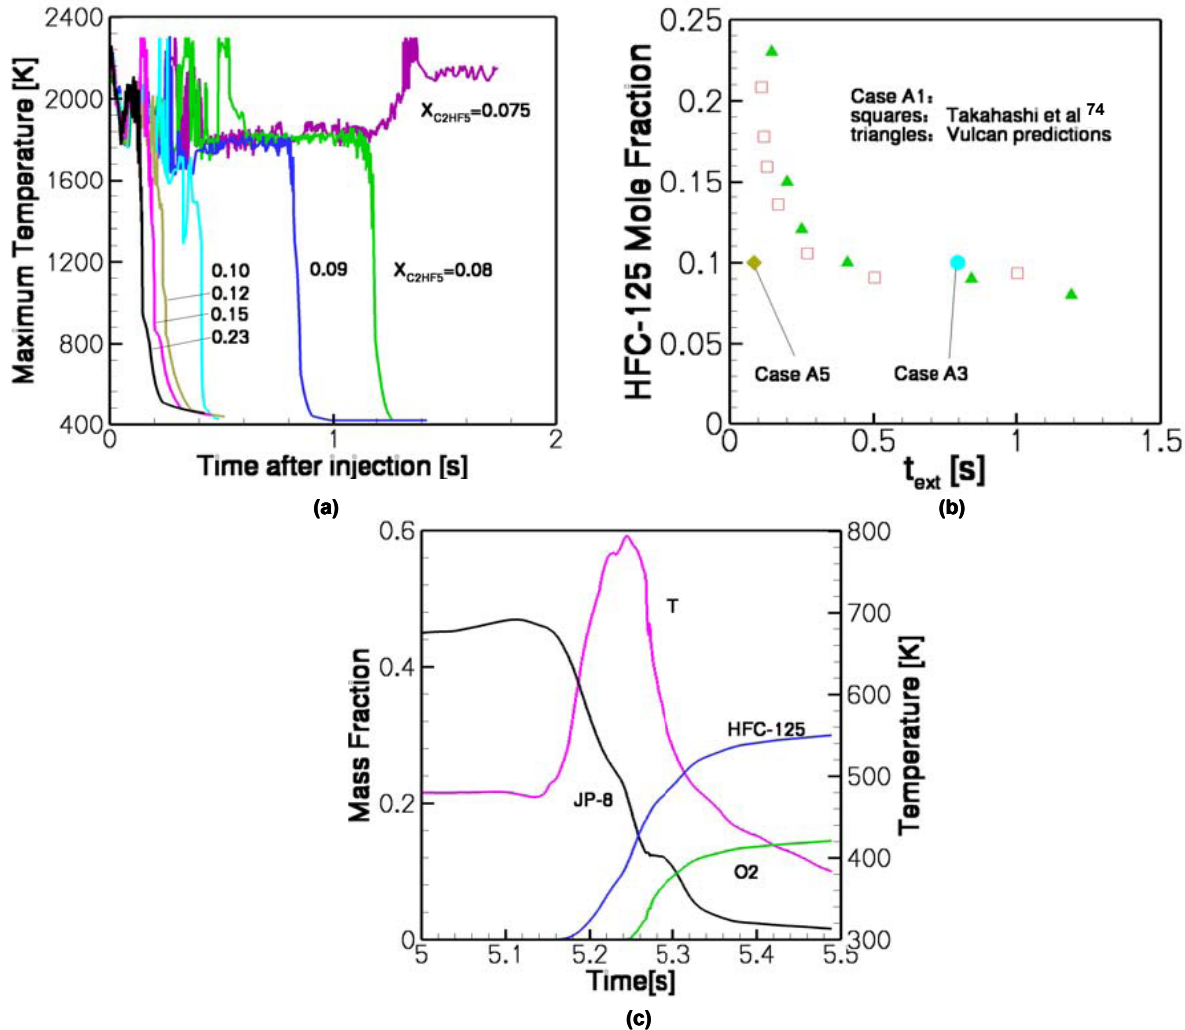 2400
2000
1600
1200
800
400
Maximum Temperature [K]
X_C2HF5=0.075
0.10
0.12
0.15
0.23
0.09
X_C2HF5=0.08
0
1
2
Time after injection [s]
(a)
0.25
0.2
0.15
0.1
0.05
0
HFC-125 Mole Fraction
Case A1:
squares: Takahashi et al 74
triangles: Vulcan predictions
Case A5
Case A3
0
0.5
1
1.5
t_ext [s]
(b)
0.6
0.4
0.2
0
Mass Fraction
T
HFC-125
JP-8
O2
800
700
600
500
400
300
Temperature [K]
5
5.1
5.2
5.3
5.4
5.5
Time[s]
(c)